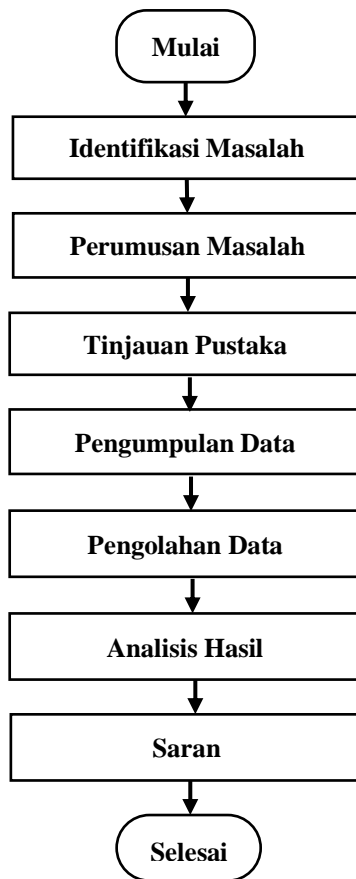 Mulai
Identifikasi Masalah
Perumusan Masalah
Tinjauan Pustaka
Pengumpulan Data
Pengolahan Data
Analisis Hasil
Saran
Selesai